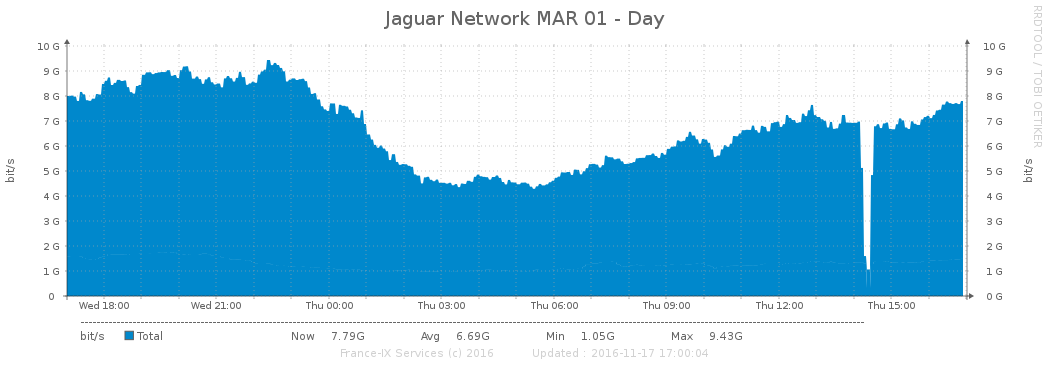 Jaguar Network MAR 01 - Day
RRDTOOL / TOBI OETIKER
bit/s
10 G
9 G
8 G
7 G
6 G
5 G
4 G
3 G
2 G
1 G
0
10 G
9 G
8 G
7 G
6 G
5 G
4 G
3 G
2 G
1 G
0 G
bit/s
Wed 18:00 Wed 21:00 Thu 00:00 Thu 03:00 Thu 06:00 Thu 09:00 Thu 12:00 Thu 15:00
bit/s Total Now 7.79G Avg 6.69G Min 1.05G Max 9.43G
France-IX Services (c) 2016 Updated : 2016-11-17 17:00:04